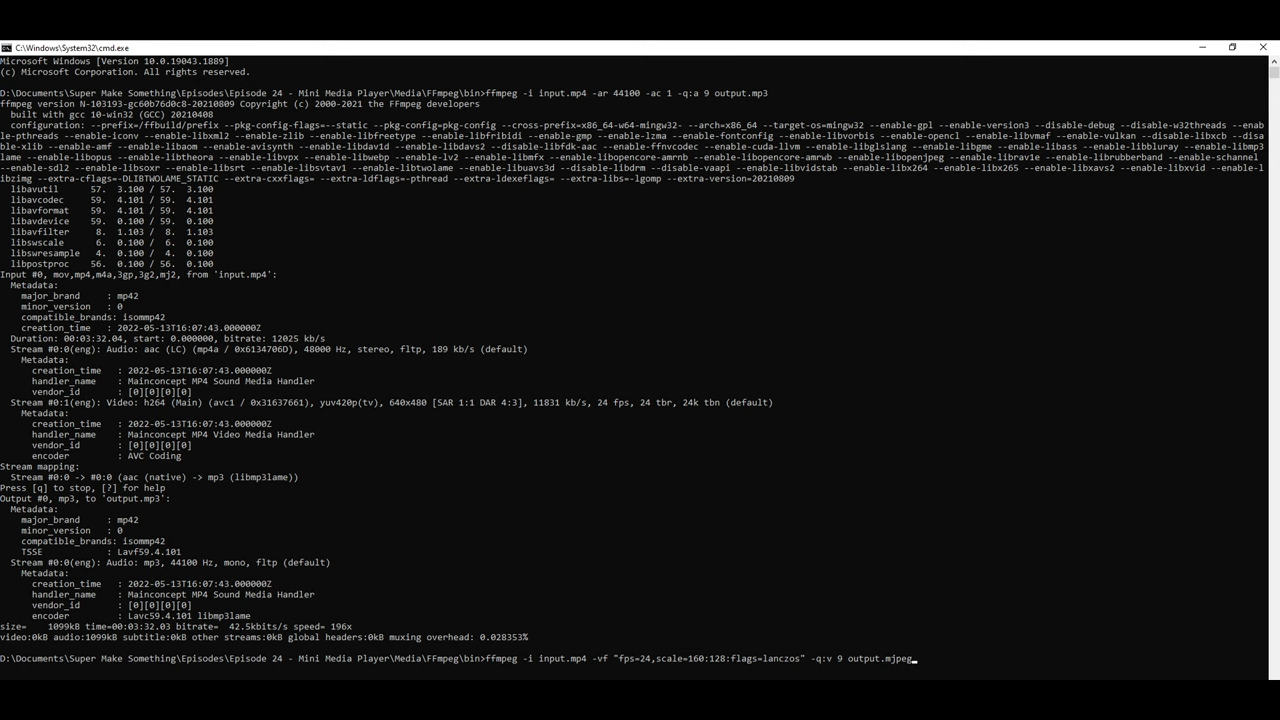 C:\Windows\System32\cmd.exe
Microsoft Windows [Version 10.0.19043.1889]
(c) Microsoft Corporation. All rights reserved.
D:\Documents\Super Make Something\Episodes\Episode 24 - Mini Media Player\Media\FFmpeg\bin>ffmpeg -i input.mp4 -ar 44100 -ac 1 -q:a 9 output.mp3
ffmpeg version N-103193-gc60b76d0c8-20210809 Copyright (c) 2000-2021 the FFmpeg developers
built with gcc 10-win32 (GCC) 20210408
configuration: --prefix=/ffbuild/prefix --pkg-config-flags=--static --pkg-config=pkg-config --cross-prefix=x86_64-w64-mingw32- --arch=x86_64 --target-os=mingw32 --enable-gpl --enable-version3 --disable-debug --disable-w32threads --enab
le-pthreads --enable-iconv --enable-libxml2 --enable-zlib --enable-libfreetype --enable-libfribidi --enable-gmp --enable-lzma --enable-fontconfig --enable-libvorbis --enable-opencl --enable-libvmaf --enable-vulkan --disable-libxcb --disa
ble-xlib --enable-amf --enable-libaom --enable-avisynth --enable-libdav1d --enable-libdavs2 --disable-libfdk-aac --enable-ffnvcodec --enable-cuda-llvm --enable-libglslang --enable-libgme --enable-libass --enable-libbluray --enable-libmp3
lame --enable-libopus --enable-libtheora --enable-libvpx --enable-libwebp --enable-lv2 --enable-libmfx --enable-libopencore-amrnb --enable-libopencore-amrwb --enable-libopenjpeg --enable-librav1e --enable-librubberband --enable-schannel
--enable-sdl2 --enable-libsoxr --enable-libsrt --enable-libsvtav1 --enable-libtwolame --enable-libuavs3d --disable-libdrm --disable-vaapi --enable-libvidstab --enable-libx264 --enable-libx265 --enable-libxavs2 --enable-libxvid --enable-l
ibzimg --extra-cflags=-DLIBTWOLAME_STATIC --extra-cxxflags= --extra-ldflags=-pthread --extra-ldexeflags= --extra-libs=-lgomp --extra-version=20210809
libavutil 57. 3.100 / 57. 3.100
libavcodec 59. 4.101 / 59. 4.101
libavformat 59. 4.101 / 59. 4.101
libavdevice 59. 0.100 / 59. 0.100
libavfilter 8. 1.103 / 8. 1.103
libswscale 6. 0.100 / 6. 0.100
libswresample 4. 0.100 / 4. 0.100
libpostproc 56. 0.100 / 56. 0.100
Input #0, mov,mp4,m4a,3gp,3g2,mj2, from 'input.mp4':
Metadata:
major_brand : mp42
minor_version : 0
compatible_brands: isommp42
creation_time : 2022-05-13T16:07:43.000000Z
Duration: 00:03:32.04, start: 0.000000, bitrate: 12025 kb/s
Stream #0:0(eng): Audio: aac (LC) (mp4a / 0x6134706D), 48000 Hz, stereo, fltp, 189 kb/s (default)
Metadata:
creation_time : 2022-05-13T16:07:43.000000Z
handler_name : Mainconcept MP4 Sound Media Handler
vendor_id : [0][0][0][0]
Stream #0:1(eng): Video: h264 (Main) (avc1 / 0x31637661), yuv420p(tv), 640x480 [SAR 1:1 DAR 4:3], 11831 kb/s, 24 fps, 24 tbr, 24k tbn (default)
Metadata:
creation_time : 2022-05-13T16:07:43.000000Z
handler_name : Mainconcept MP4 Video Media Handler
vendor_id : [0][0][0][0]
encoder : AVC Coding
Stream mapping:
Stream #0:0 -> #0:0 (aac (native) -> mp3 (libmp3lame))
Press [q] to stop, [?] for help
Output #0, mp3, to 'output.mp3':
Metadata:
major_brand : mp42
minor_version : 0
compatible_brands: isommp42
TSSE : Lavf59.4.101
Stream #0:0(eng): Audio: mp3, 44100 Hz, mono, fltp (default)
Metadata:
creation_time : 2022-05-13T16:07:43.000000Z
handler_name : Mainconcept MP4 Sound Media Handler
vendor_id : [0][0][0][0]
encoder : Lavc59.4.101 libmp3lame
size= 1099kB time=00:03:32.03 bitrate= 42.5kbits/s speed= 196x
video:0kB audio:1099kB subtitle:0kB other streams:0kB global headers:0kB muxing overhead: 0.028353%
D:\Documents\Super Make Something\Episodes\Episode 24 - Mini Media Player\Media\FFmpeg\bin>ffmpeg -i input.mp4 -vf "fps=24,scale=160:128:flags=lanczos" -q:v 9 output.mjpeg